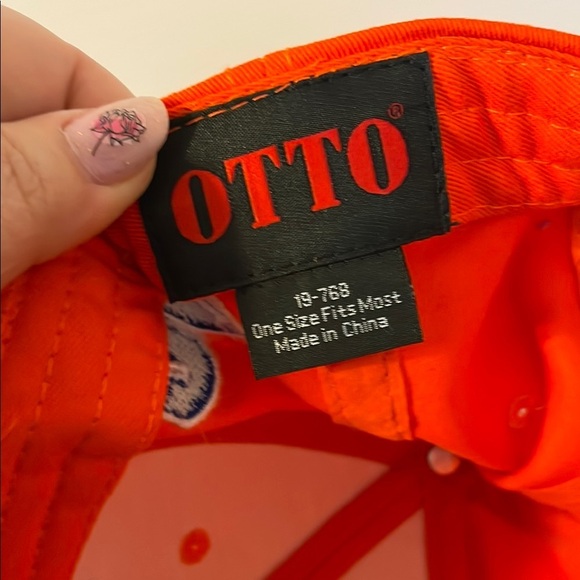 OTTO®
19-768
One Size Fits Most
Made in China